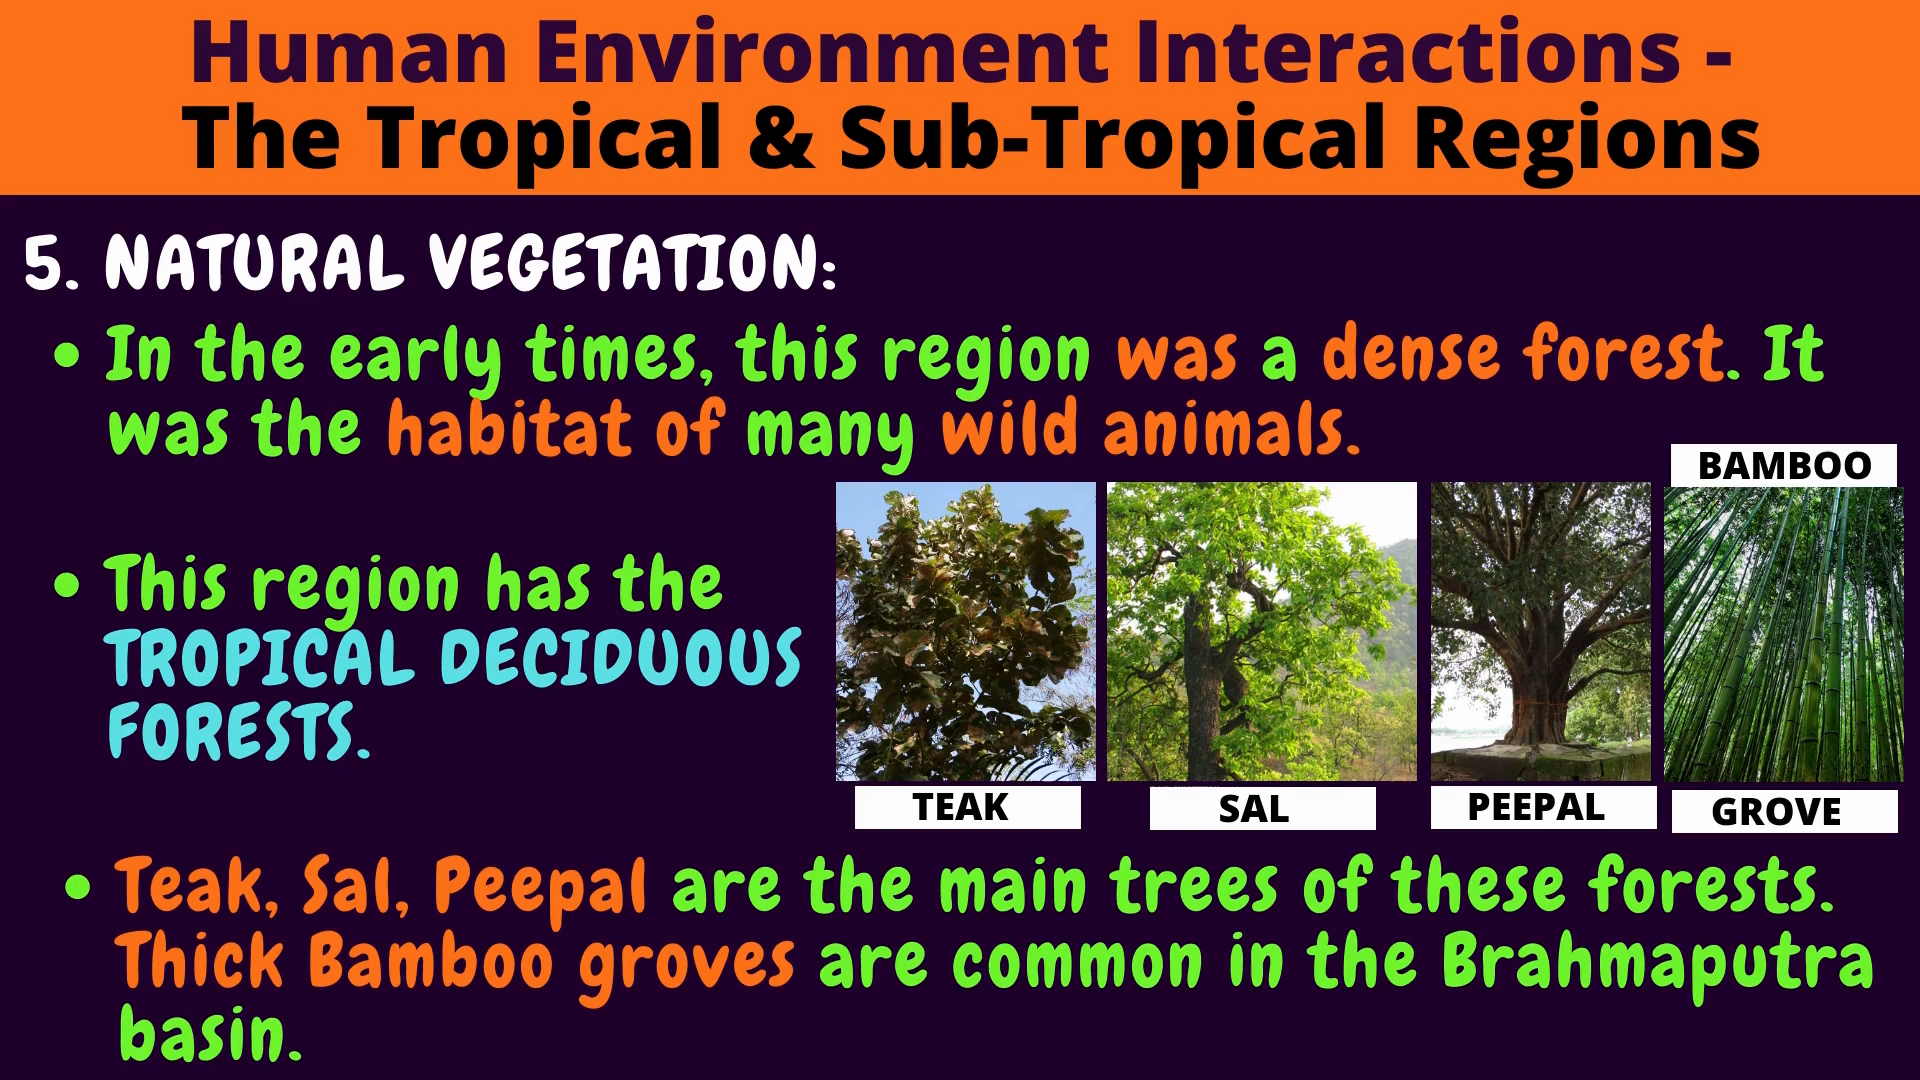 Human Environment Interactions -
The Tropical & Sub-Tropical Regions
5. NATURAL VEGETATION:
• In the early times, this region was a dense forest. It
was the habitat of many wild animals.
• This region has the
TROPICAL DECIDUOUS
FORESTS.
BAMBOO
TEAK
SAL
PEEPAL
GROVE
• Teak, Sal, Peepal are the main trees of these forests.
Thick Bamboo groves are common in the Brahmaputra
basin.